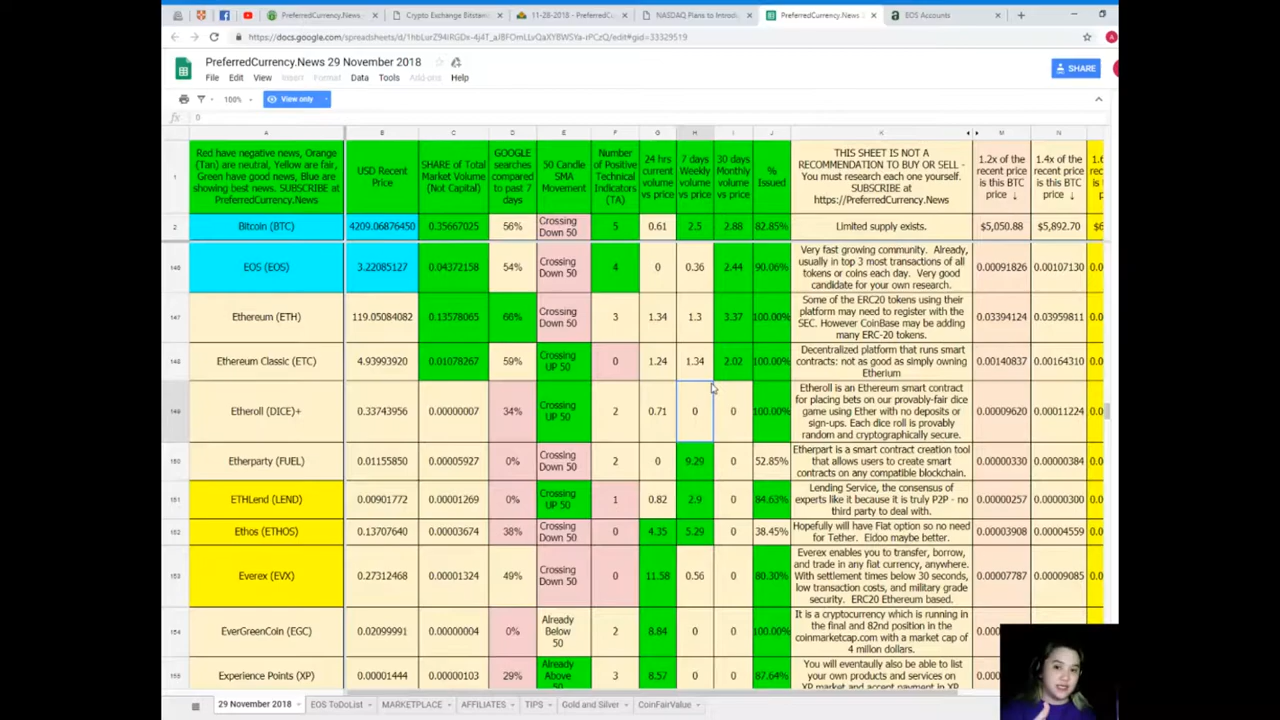 PreferredCurrency.News
Crypto Exchange Bitstam
11-28-2018 - PreferredC
NASDAQ Plans to Introdu
PreferredCurrency.News
EOS Accounts
PreferredCurrency.News 29 November 2018
File Edit View Insert Format Data Tools Add-ons Help
SHARE
100% View only
fx 0
A B C D E F G H I J K M N
1
Red have negative news, Orange
(Tan) are neutral, Yellow are fair,
Green have good news, Blue are
showing best news. SUBSCRIBE at
PreferredCurrency.News
USD Recent
Price
SHARE of Total
Market Volume
(Not Capital)
GOOGLE
searches
compared
to past 7
days
50 Candle
SMA
Movement
Number of
Positive
Technical
Indicators
(TA)
24 hrs
current
volume
vs price
7 days
Weekly
volume
vs price
30 days
Monthly
volume
vs price
%
Issued
THIS SHEET IS NOT A
RECOMMENDATION TO BUY OR SELL -
You must research each one yourself.
SUBSCRIBE at
https://PreferredCurrency.News
1.2x of the
recent price
is this BTC
price ↓
1.4x of the
recent price
is this BTC
price ↓
2 Bitcoin (BTC) 4209.06876450 0.35667025 56% Crossing
Down 50 5 0.61 2.5 2.88 82.85% Limited supply exists. $5,050.88 $5,892.70
EOS (EOS) 3.22085127 0.04372158 54% Crossing
Down 50 4 0 0.36 2.44 90.06% Very fast growing community. Already,
usually in top 3 most transactions of all
tokens or coins each day. Very good
candidate for your own research. 0.00091826 0.00107130
147 Ethereum (ETH) 119.05084082 0.13578065 66% Crossing
Down 50 3 1.34 1.3 3.37 100.00% Some of the ERC20 tokens using their
platform may need to register with the
SEC. However CoinBase may be adding
many ERC-20 tokens. 0.03394124 0.03959811
148 Ethereum Classic (ETC) 4.93993920 0.01078267 59% Crossing
UP 50 0 1.24 1.34 2.02 100.00% Decentralized platform that runs smart
contracts: not as good as simply owning
Etherium 0.00140837 0.00164310
149 Etheroll (DICE)+ 0.33743956 0.00000007 34% Crossing
UP 50 2 0.71 0 0 100.00% Etheroll is an Ethereum smart contract
for placing bets on our provably-fair dice
game using Ether with no deposits or
sign-ups. Each dice roll is provably
random and cryptographically secure. 0.00009620 0.00011224
150 Etherparty (FUEL) 0.01155850 0.00005927 0% Crossing
Down 50 2 0 9.29 0 52.85% Etherpart is a smart contract creation tool
that allows users to create smart
contracts on any compatible blockchain. 0.00000330 0.00000384
151 ETHLend (LEND) 0.00901772 0.00001269 0% Crossing
UP 50 1 0.82 2.9 0 84.63% Lending Service, the consensus of
experts like it because it is truly P2P - no
third party to deal with. 0.00000257 0.00000300
152 Ethos (ETHOS) 0.13707640 0.00003674 38% Crossing
Down 50 0 4.35 5.29 0 38.45% Hopefully will have Fiat option so no need
for Tether. Eidoo maybe better. 0.00003908 0.00004559
153 Everex (EVX) 0.27312468 0.00001324 49% Crossing
Down 50 0 11.58 0.56 0 80.30% Everex enables you to transfer, borrow,
and trade in any fiat currency, anywhere.
With settlement times below 30 seconds,
low transaction costs, and military grade
security. ERC20 Ethereum based. 0.00007787 0.00009085
154 EverGreenCoin (EGC) 0.02099991 0.00000004 0% Already
Below
50 2 8.84 0 0 100.00% It is a cryptocurrency which is running in
the final and 82nd position in the
coinmarketcap.com with a market cap of
4 millon dollars.
155 Experience Points (XP) 0.00001444 0.00000103 29% Already
Above
50 3 8.57 0 0 87.64% You will eventaully also be able to list
your own products and services on
XP market and accept payment in XP
29 November 2018 EOS ToDoList MARKETPLACE AFFILIATES TIPS Gold and Silver CoinFairValue